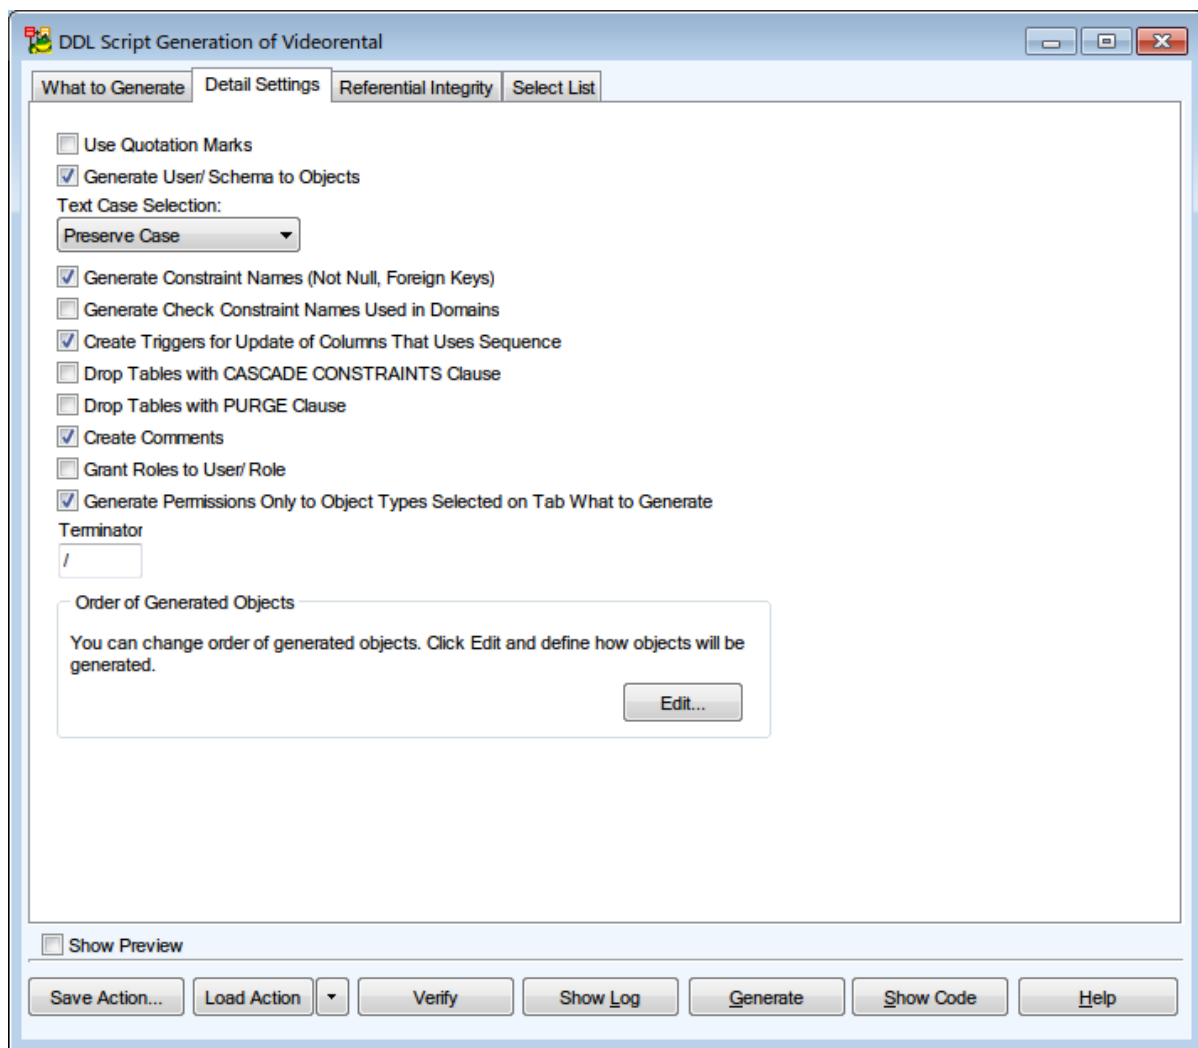 DDL Script Generation of Videorental
What to Generate
Detail Settings
Referential Integrity
Select List
Use Quotation Marks
Generate User/ Schema to Objects
Text Case Selection:
Preserve Case
Generate Constraint Names (Not Null, Foreign Keys)
Generate Check Constraint Names Used in Domains
Create Triggers for Update of Columns That Uses Sequence
Drop Tables with CASCADE CONSTRAINTS Clause
Drop Tables with PURGE Clause
Create Comments
Grant Roles to User/ Role
Generate Permissions Only to Object Types Selected on Tab What to Generate
Terminator
/
Order of Generated Objects
You can change order of generated objects. Click Edit and define how objects will be
generated.
Edit...
Show Preview
Save Action...
Load Action
Verify
Show Log
Generate
Show Code
Help